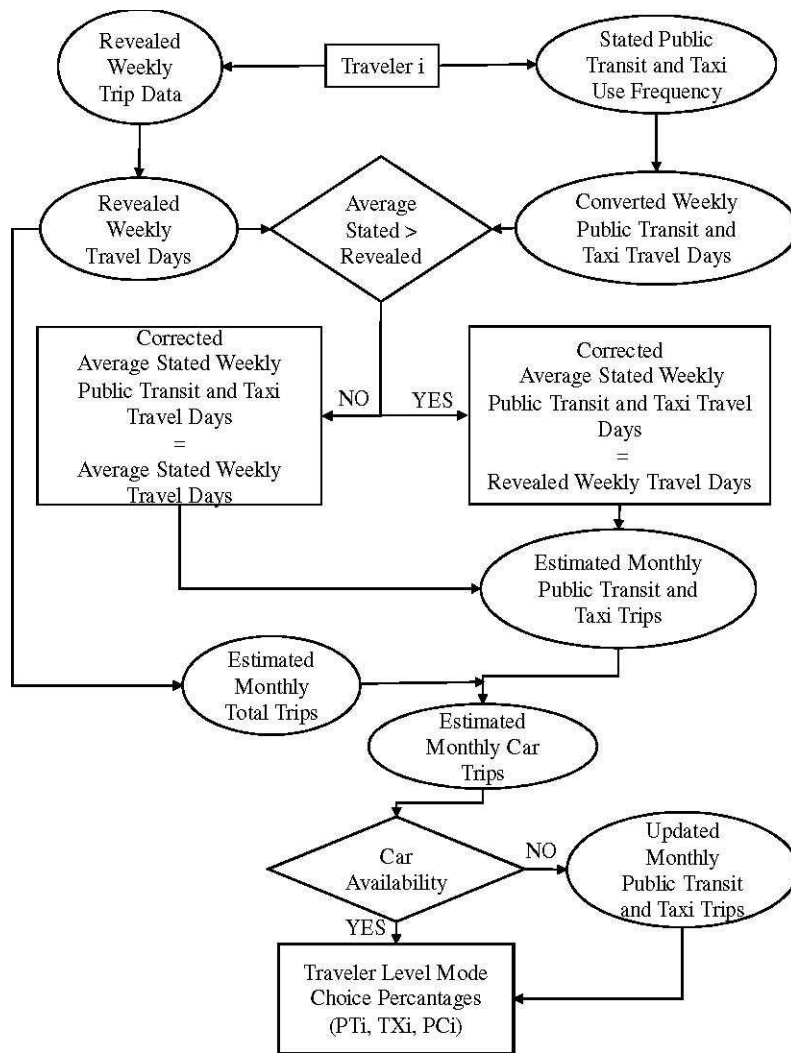 Revealed
Weekly
Trip Data
Traveler i
Stated Public
Transit and Taxi
Use Frequency
Revealed
Weekly
Travel Days
Average
Stated >
Revealed
Converted Weekly
Public Transit and
Taxi Travel Days
Corrected
Average Stated Weekly
Public Transit and Taxi
Travel Days
=
Average Stated Weekly
Travel Days
NO
YES
Corrected
Average Stated Weekly
Public Transit and Taxi Travel
Days
=
Revealed Weekly Travel Days
Estimated Monthly
Public Transit and
Taxi Trips
Estimated
Monthly
Total Trips
Estimated
Monthly Car
Trips
Car
Availability
NO
YES
Updated
Monthly
Public Transit
and Taxi Trips
Traveler Level Mode
Choice Percantages
(PTi, TXi, PCi)